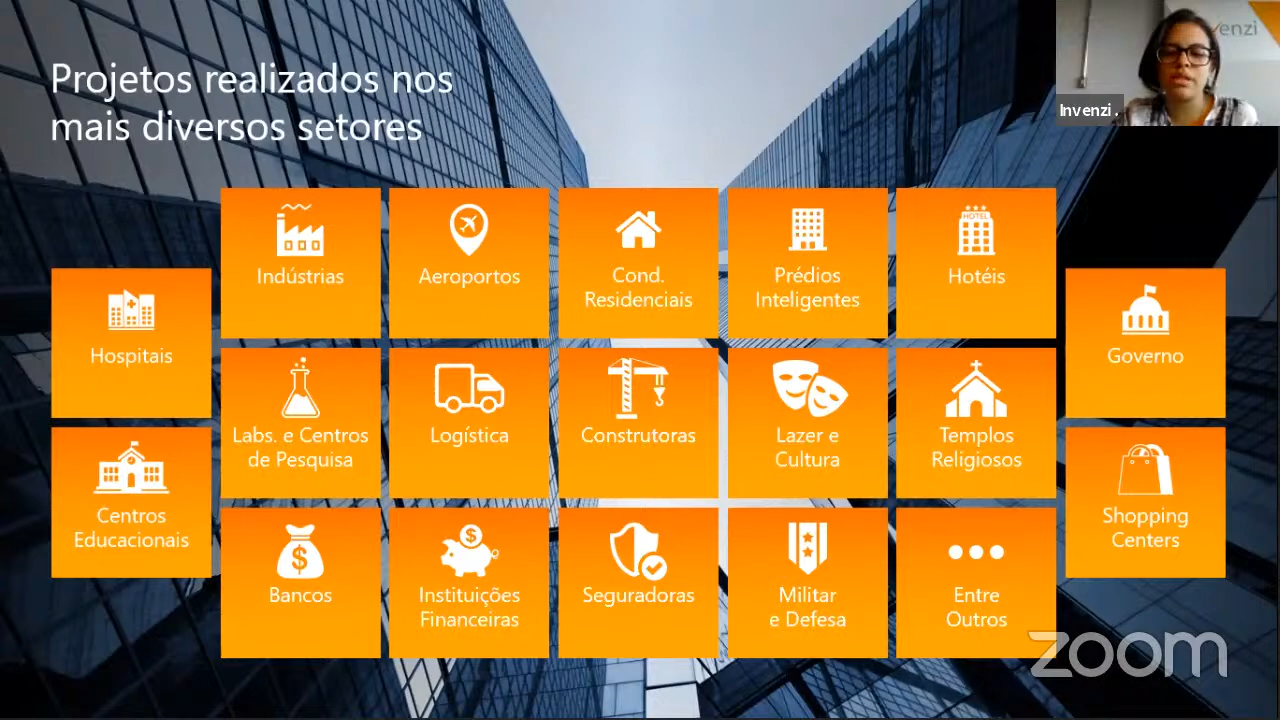 Projetos realizados nos
mais diversos setores
venzi
Invenzi .
Indústrias
Aeroportos
Cond.
Residenciais
Prédios
Inteligentes
HOTEL
Hotéis
Hospitais
Governo
Labs. e Centros
de Pesquisa
Logística
Construtoras
Lazer e
Cultura
Templos
Religiosos
Centros
Educacionais
Shopping
Centers
$
Bancos
$
Instituições
Financeiras
Seguradoras
Militar
e Defesa
Entre
Outros
zoom